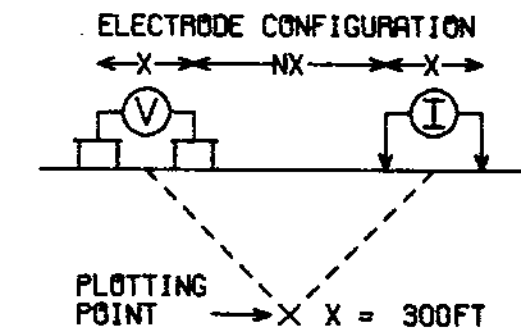 ELECTRODE CONFIGURATION
X NX X
V I
PLOTTING
POINT X X = 300FT